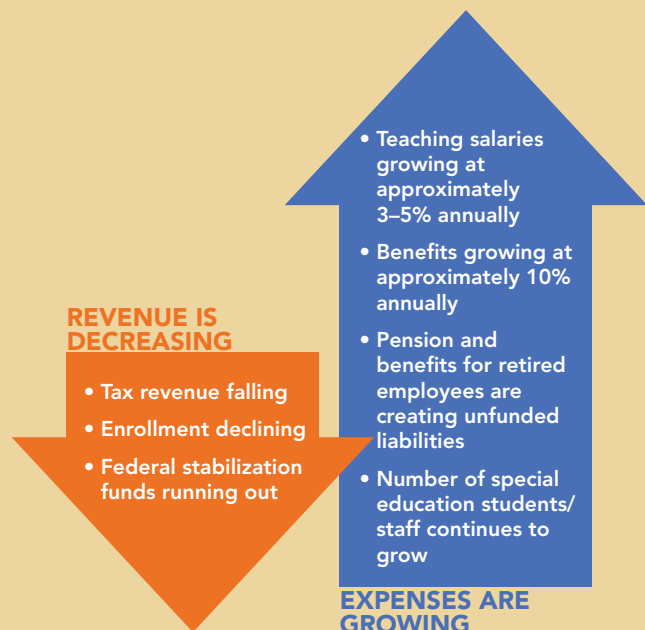 REVENUE IS
DECREASING
• Tax revenue falling
• Enrollment declining
• Federal stabilization
funds running out
• Teaching salaries
growing at
approximately
3–5% annually
• Benefits growing at
approximately 10%
annually
• Pension and
benefits for retired
employees are
creating unfunded
liabilities
• Number of special
education students/
staff continues to
grow
EXPENSES ARE
GROWING